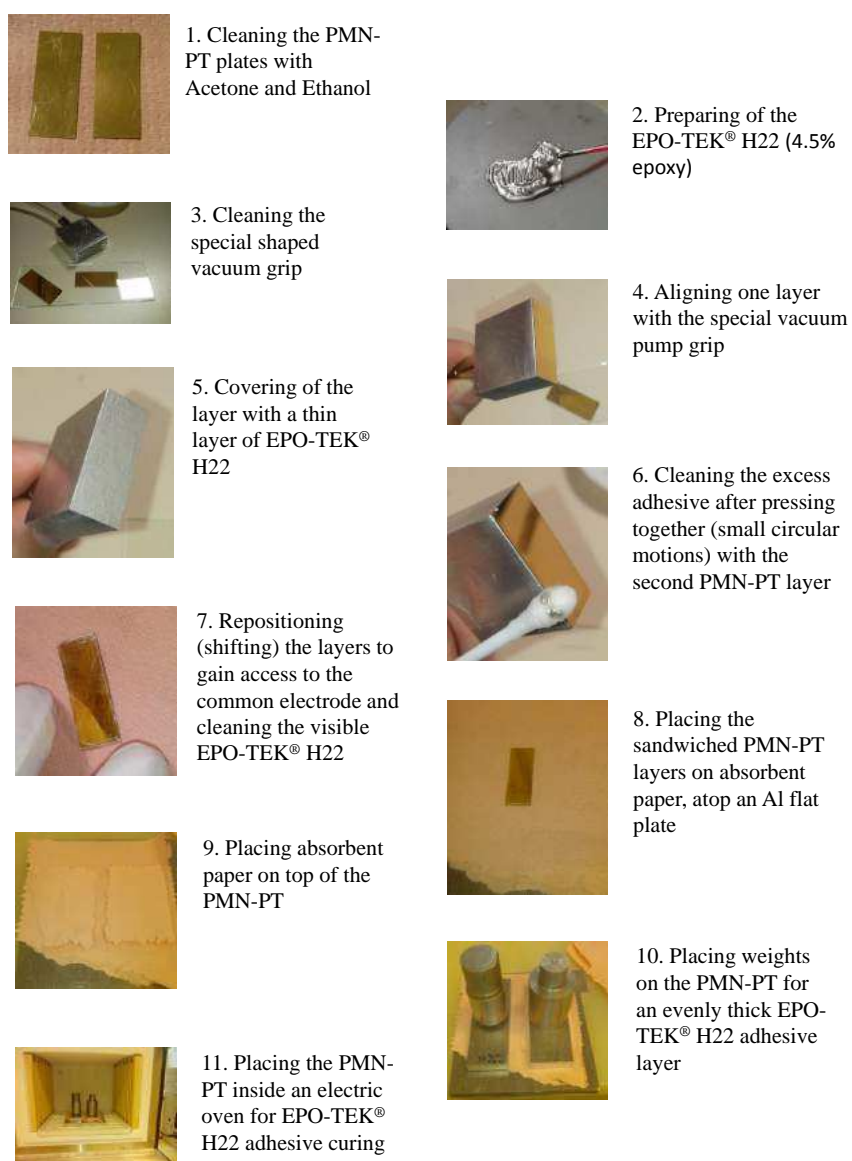 1. Cleaning the PMN-
PT plates with
Acetone and Ethanol
2. Preparing of the
EPO-TEK® H22 (4.5%
epoxy)
3. Cleaning the
special shaped
vacuum grip
4. Aligning one layer
with the special vacuum
pump grip
5. Covering of the
layer with a thin
layer of EPO-TEK®
H22
6. Cleaning the excess
adhesive after pressing
together (small circular
motions) with the
second PMN-PT layer
7. Repositioning
(shifting) the layers to
gain access to the
common electrode and
cleaning the visible
EPO-TEK® H22
8. Placing the
sandwiched PMN-PT
layers on absorbent
paper, atop an Al flat
plate
9. Placing absorbent
paper on top of the
PMN-PT
10. Placing weights
on the PMN-PT for
an evenly thick EPO-
TEK® H22 adhesive
layer
11. Placing the PMN-
PT inside an electric
oven for EPO-TEK®
H22 adhesive curing